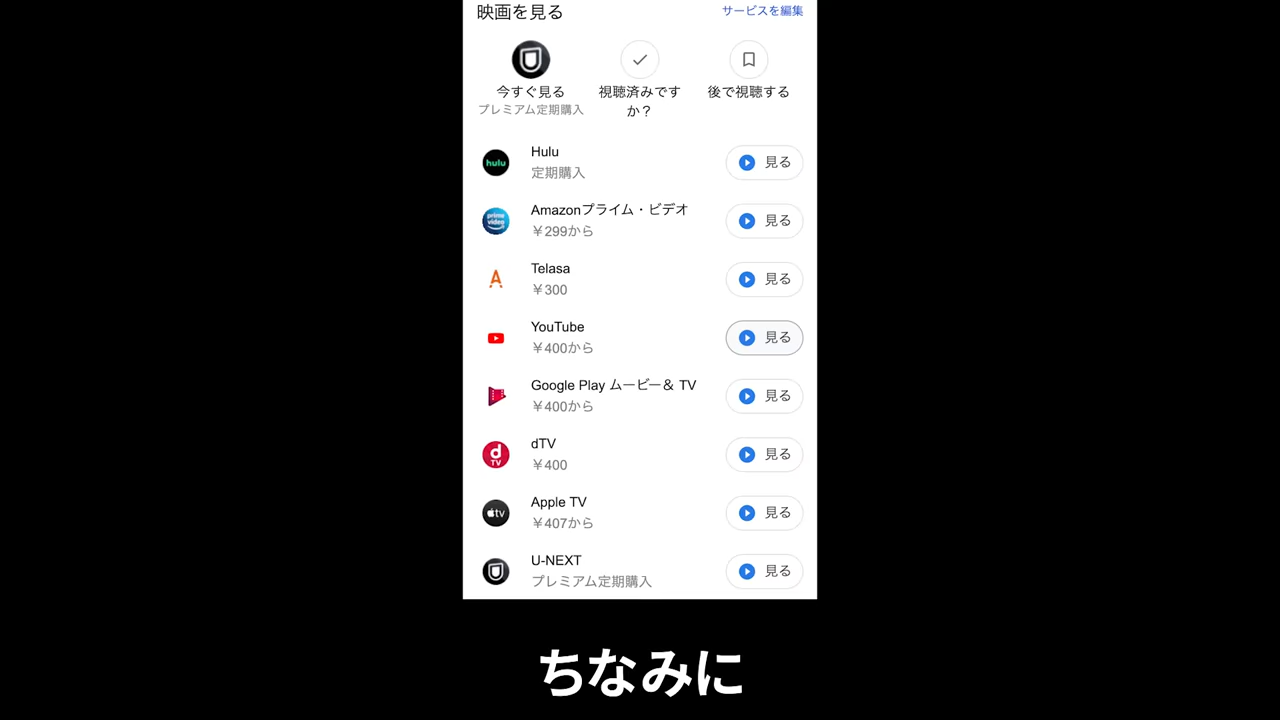 映画を見る
サービスを編集
今すぐ見る
プレミアム定期購入
視聴済みです
か？
後で視聴する
hulu
Hulu
定期購入
見る
prime
video
Amazonプライム・ビデオ
￥299から
見る
Telasa
￥300
見る
YouTube
￥400から
見る
Google Play ムービー＆ TV
￥400から
見る
d
TV
dTV
￥400
見る
tv
Apple TV
￥407から
見る
U-NEXT
プレミアム定期購入
見る
ちなみに